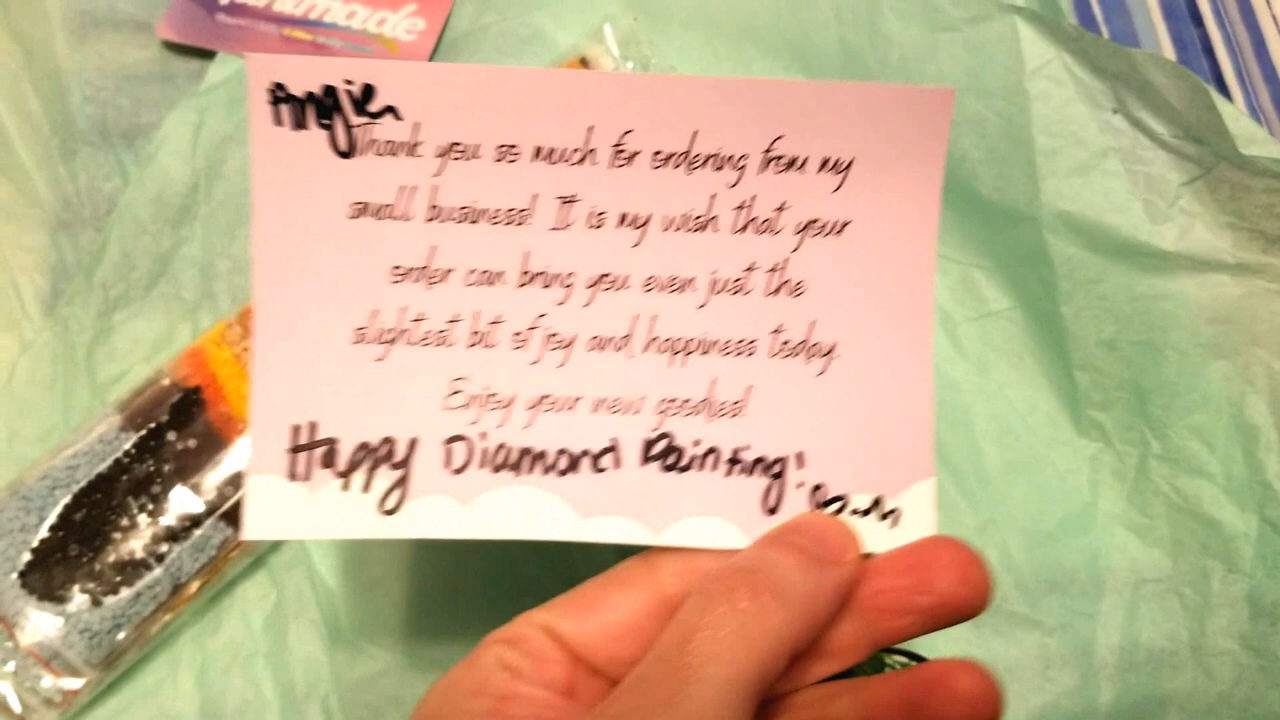 Angie,
Thank you so much for ordering from my
small business! It is my wish that your
order can bring you even just the
slightest bit of joy and happiness today.
Enjoy your new goodies!
Happy Diamond Painting!